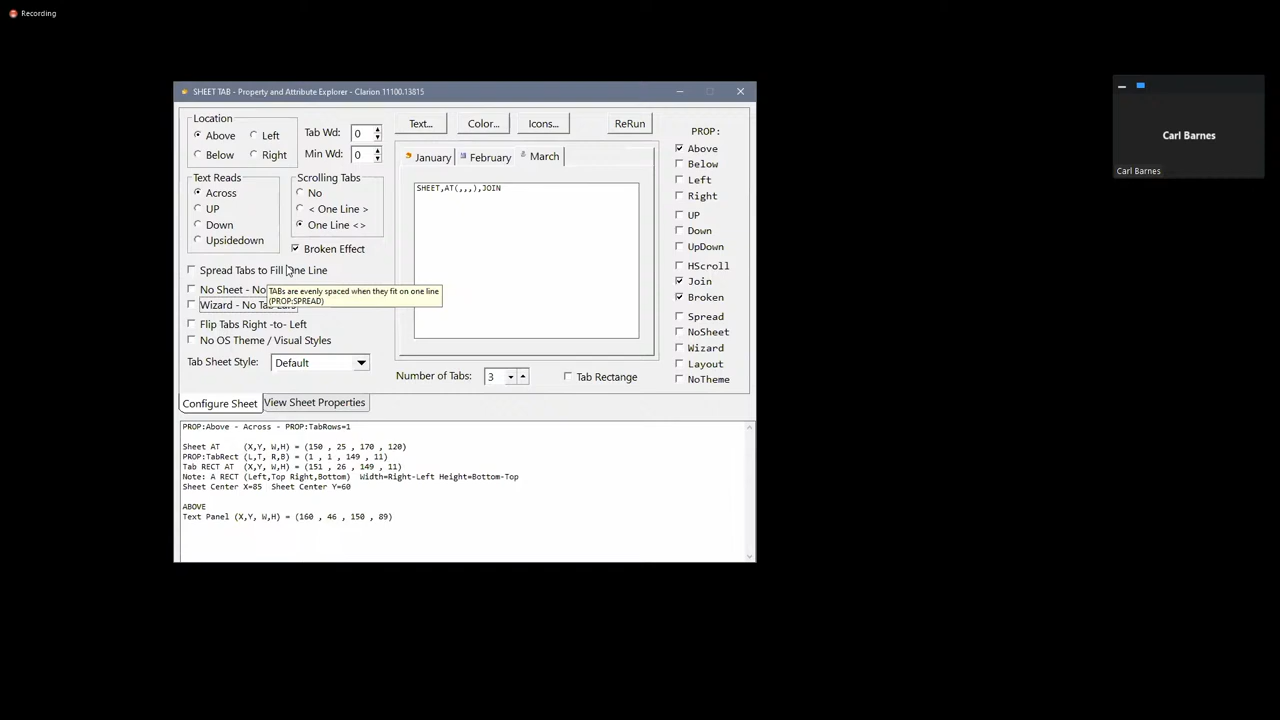 Recording
SHEET TAB - Property and Attribute Explorer - Clarion 11100.13815
Location
Above
Left
Below
Right
Tab Wd: 0
Min Wd: 0
Text...
Color...
Icons...
ReRun
Text Reads
Across
UP
Down
Upsidedown
Scrolling Tabs
No
< One Line >
One Line <>
Broken Effect
Spread Tabs to Fill One Line
No Sheet - No
Wizard - No Tab Ears
TABs are evenly spaced when they fit on one line
(PROP:SPREAD)
Flip Tabs Right -to- Left
No OS Theme / Visual Styles
Tab Sheet Style: Default
January
February
March
SHEET,AT(,,,),JOIN
Number of Tabs: 3
Tab Rectange
PROP:
Above
Below
Left
Right
UP
Down
UpDown
HScroll
Join
Broken
Spread
NoSheet
Wizard
Layout
NoTheme
Configure Sheet
View Sheet Properties
PROP:Above - Across - PROP:TabRows=1
Sheet AT (X,Y, W,H) = (150 , 25 , 170 , 120)
PROP:TabRect (L,T, R,B) = (1 , 1 , 149 , 11)
Tab RECT AT (X,Y, W,H) = (151 , 26 , 149 , 11)
Note: A RECT (Left,Top Right,Bottom) Width=Right-Left Height=Bottom-Top
Sheet Center X=85 Sheet Center Y=60
ABOVE
Text Panel (X,Y, W,H) = (160 , 46 , 150 , 89)
Carl Barnes
Carl Barnes